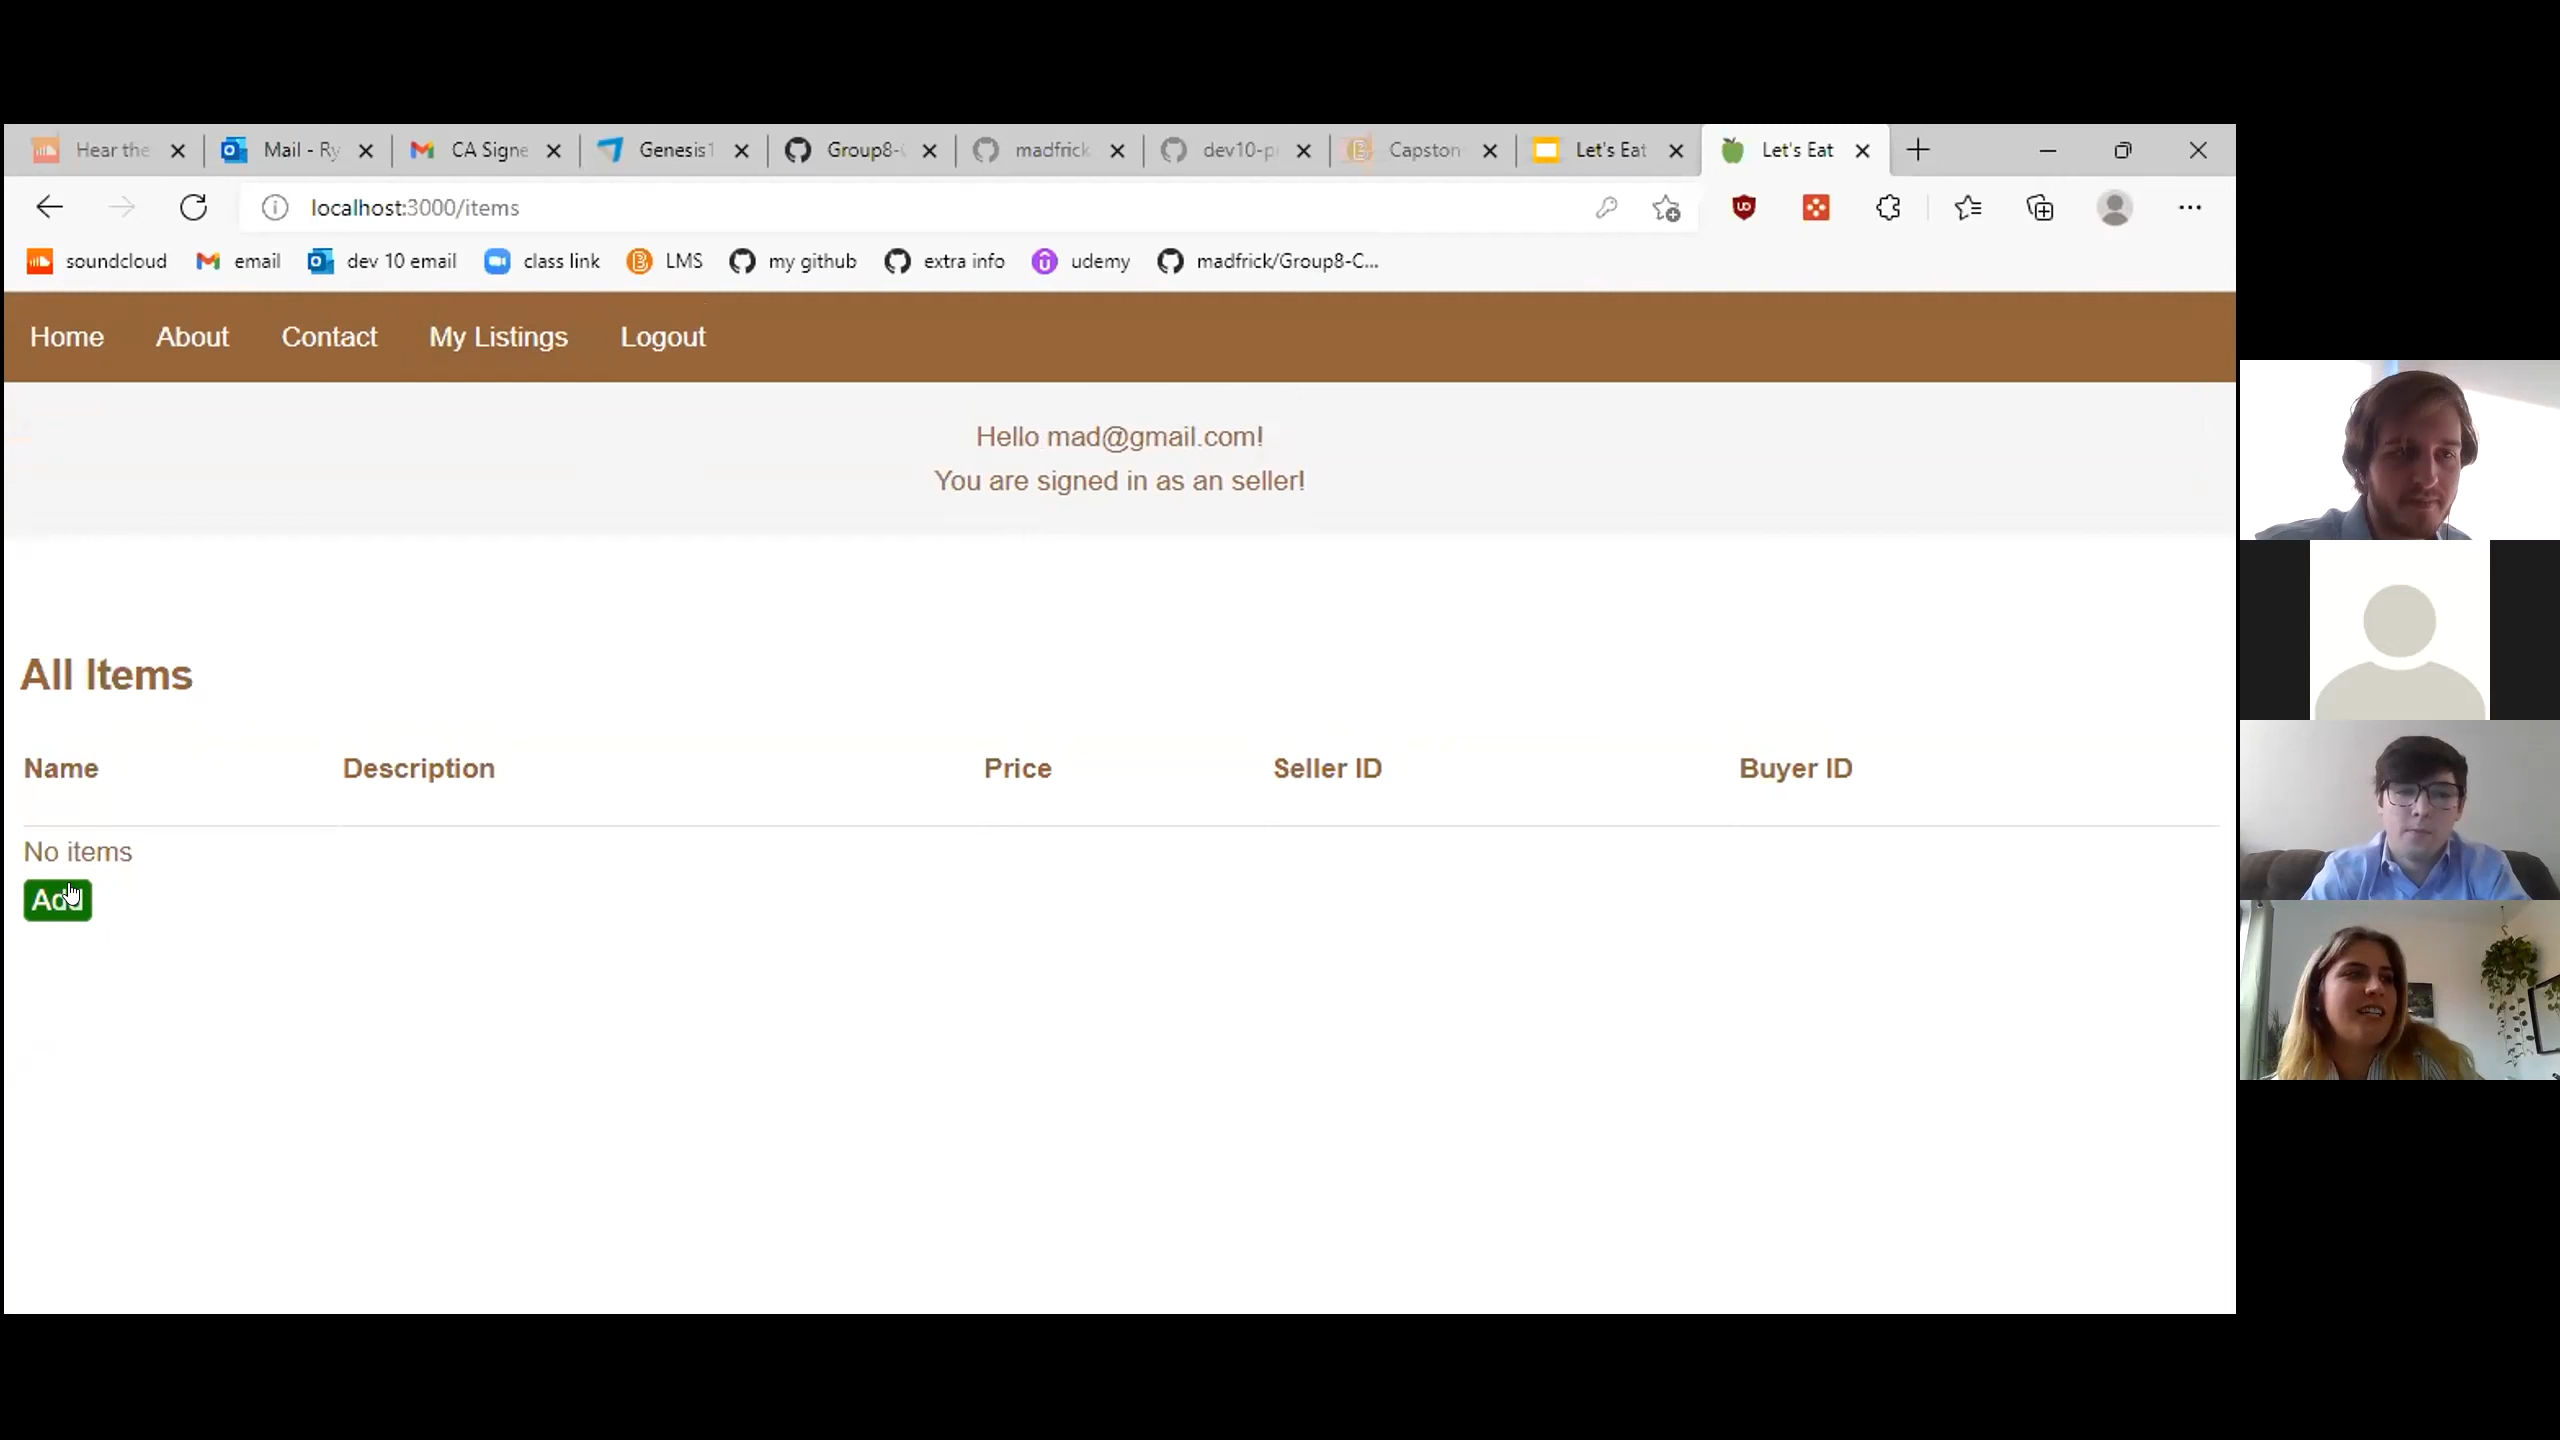 Hear the
Mail - Ry
CA Signe
Genesis1
Group8-
madfrick
dev10-p
Capston
Let's Eat
Let's Eat
localhost:3000/items
soundcloud
email
dev 10 email
class link
LMS
my github
extra info
udemy
madfrick/Group8-C...
Home
About
Contact
My Listings
Logout
Hello mad@gmail.com!
You are signed in as an seller!
All Items
Name
Description
Price
Seller ID
Buyer ID
No items
Add